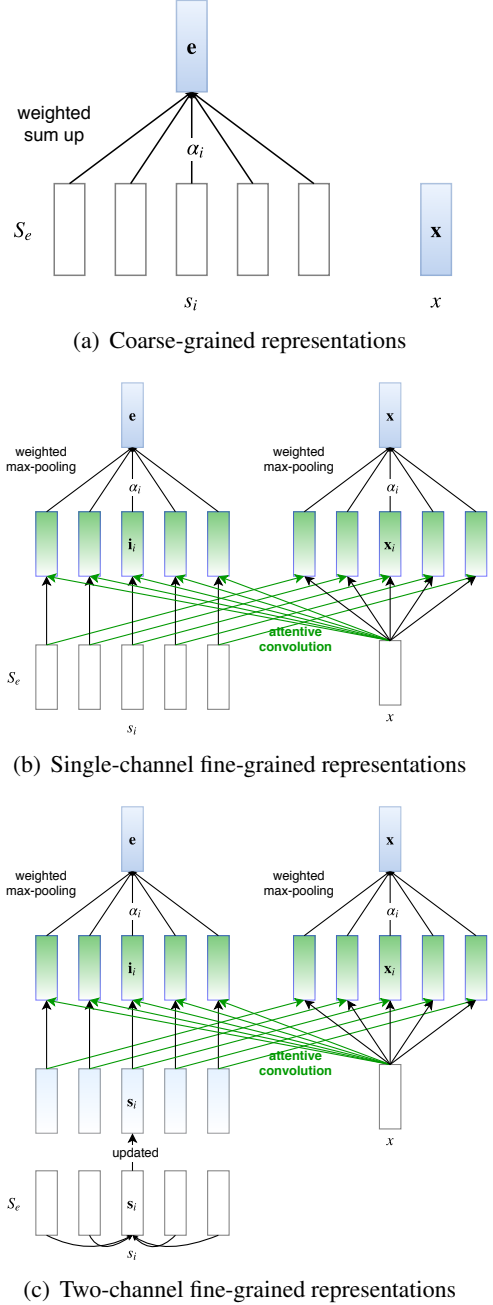 e
weighted
sum up
α_i
S_e
x
s_i
x
(a) Coarse-grained representations
e
x
weighted
max-pooling
weighted
max-pooling
α_i
α_i
i_i
x_i
attentive
convolution
S_e
s_i
x
(b) Single-channel fine-grained representations
e
x
weighted
max-pooling
weighted
max-pooling
α_i
α_i
i_i
x_i
attentive
convolution
s_i
x
updated
S_e
s_i
s_i
(c) Two-channel fine-grained representations